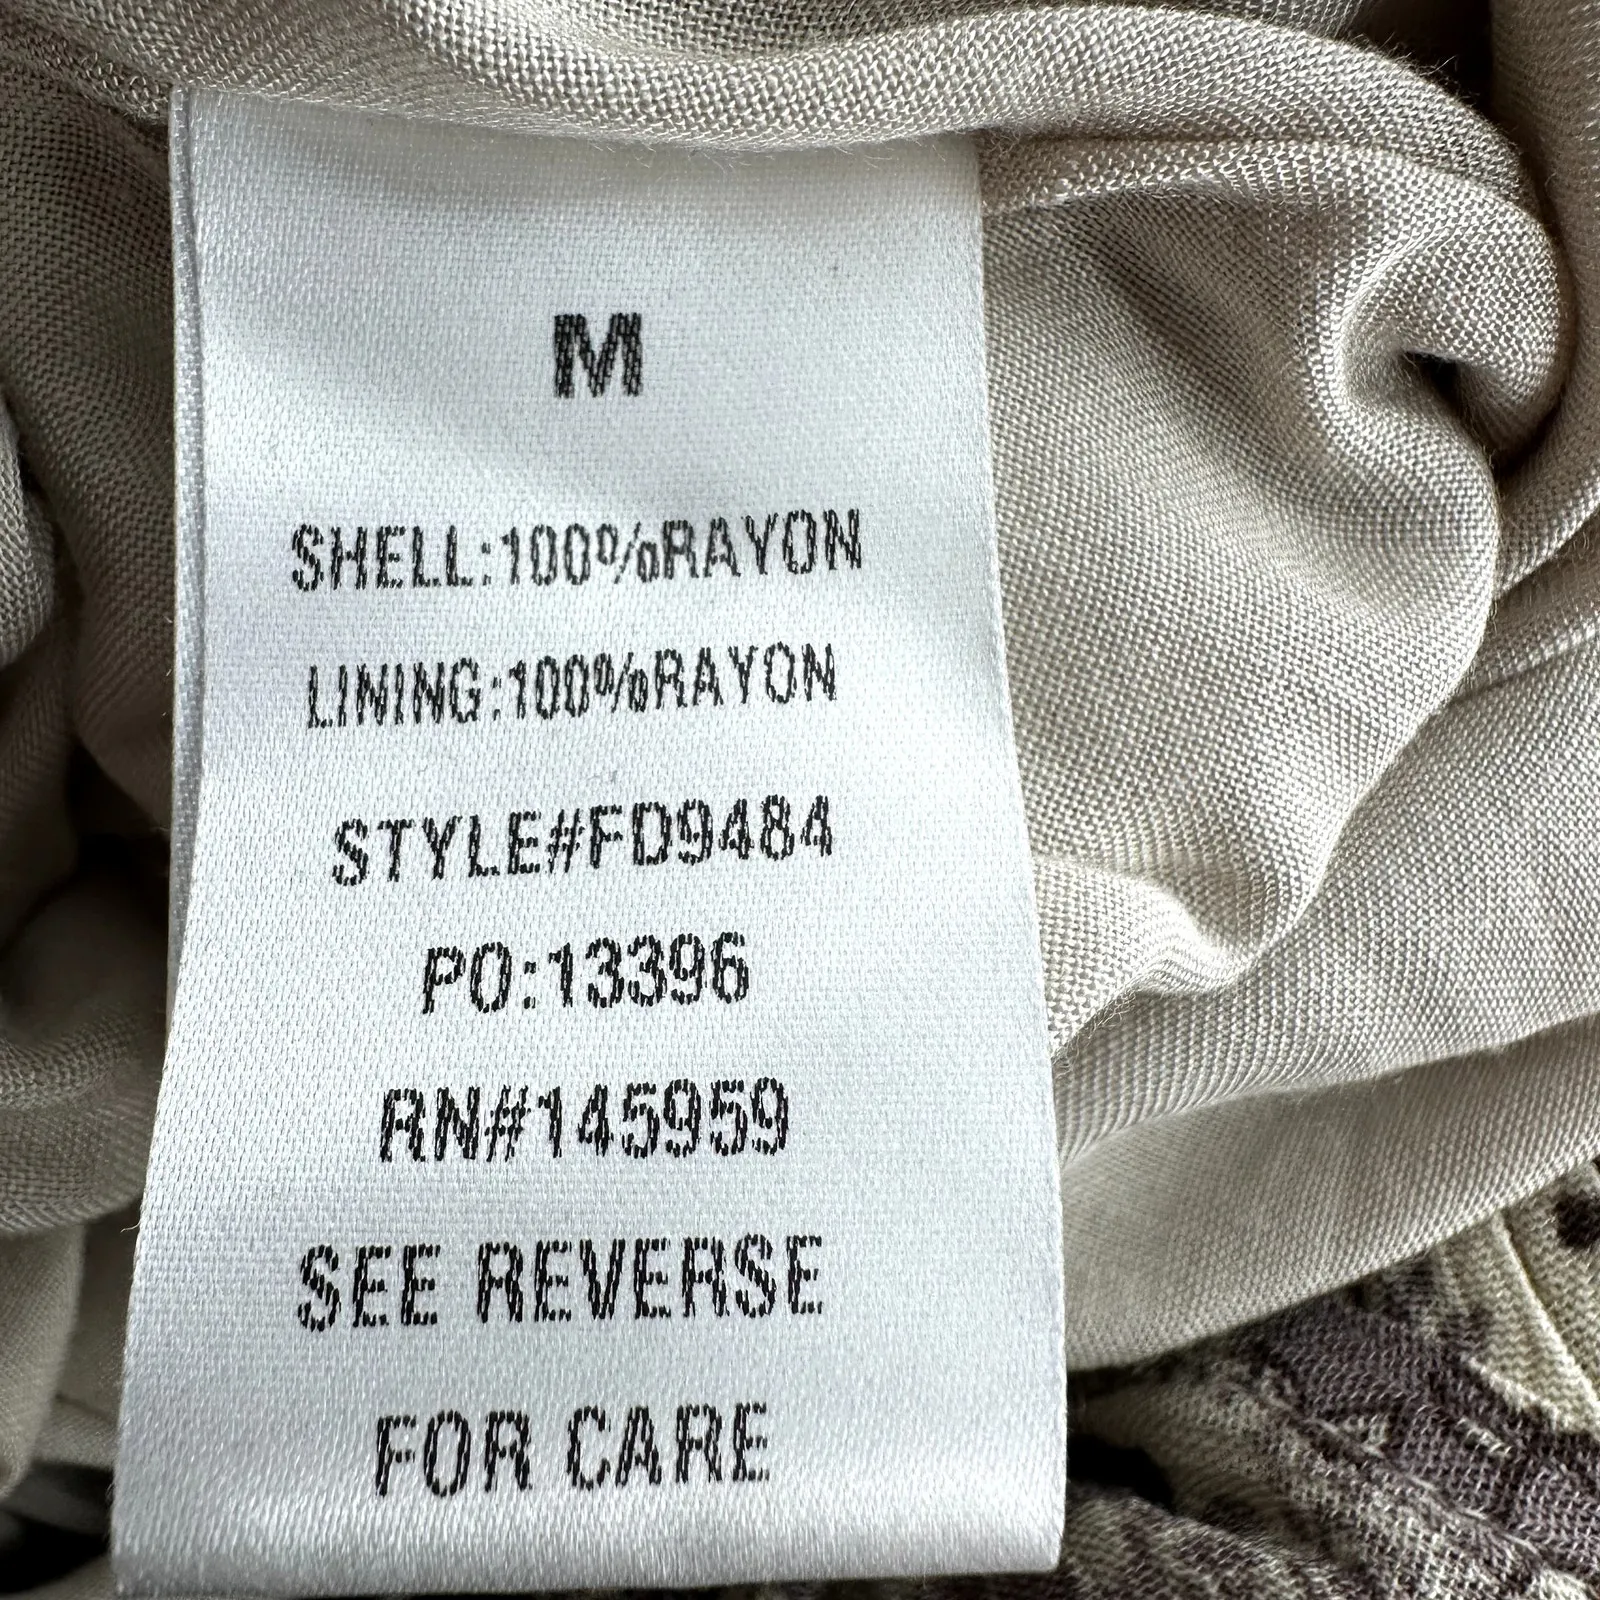 M
SHELL:100%RAYON
LINING:100%RAYON
STYLE#FD9484
PO:13396
RN#145959
SEE REVERSE
FOR CARE